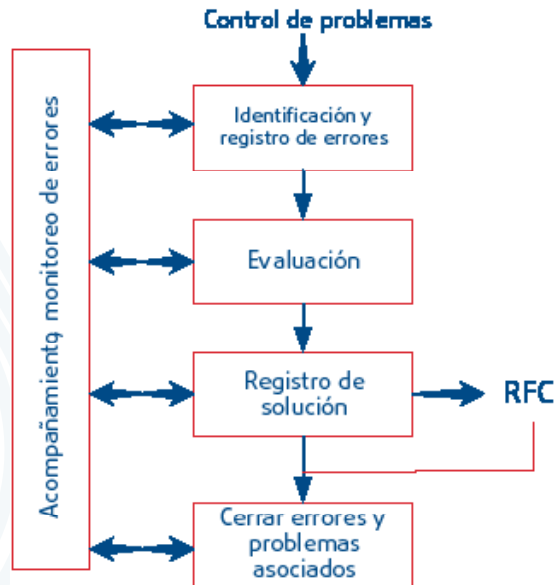 Control de problemas
Identificación y
registro de errores
Evaluación
Registro de
solución
RFC
Cerrar errores y
problemas
asociados
Acompañamiento, monitoreo de errores